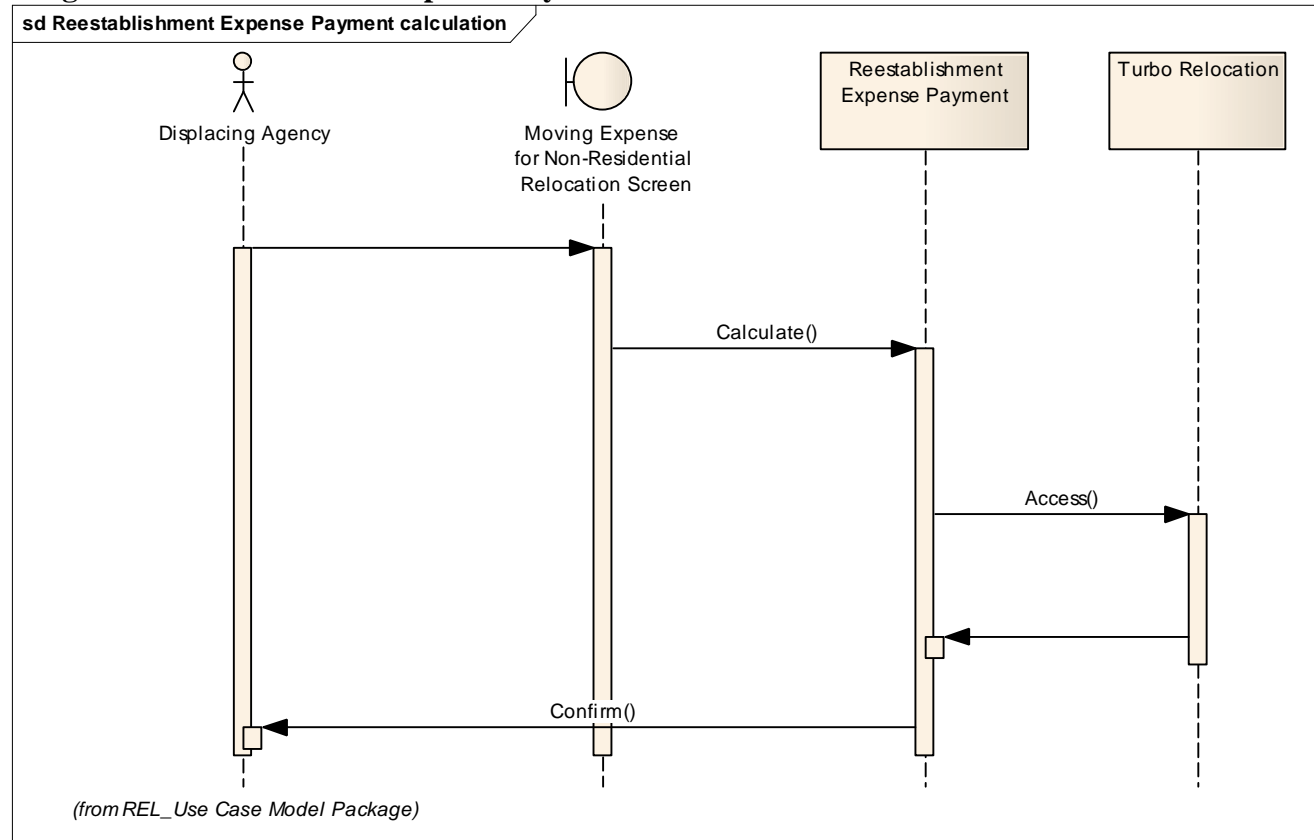 sd Reestablishment Expense Payment calculation
Displacing Agency
Moving Expense
for Non-Residential
Relocation Screen
Reestablishment
Expense Payment
Turbo Relocation
Calculate()
Access()
Confirm()
(from REL_Use Case Model Package)